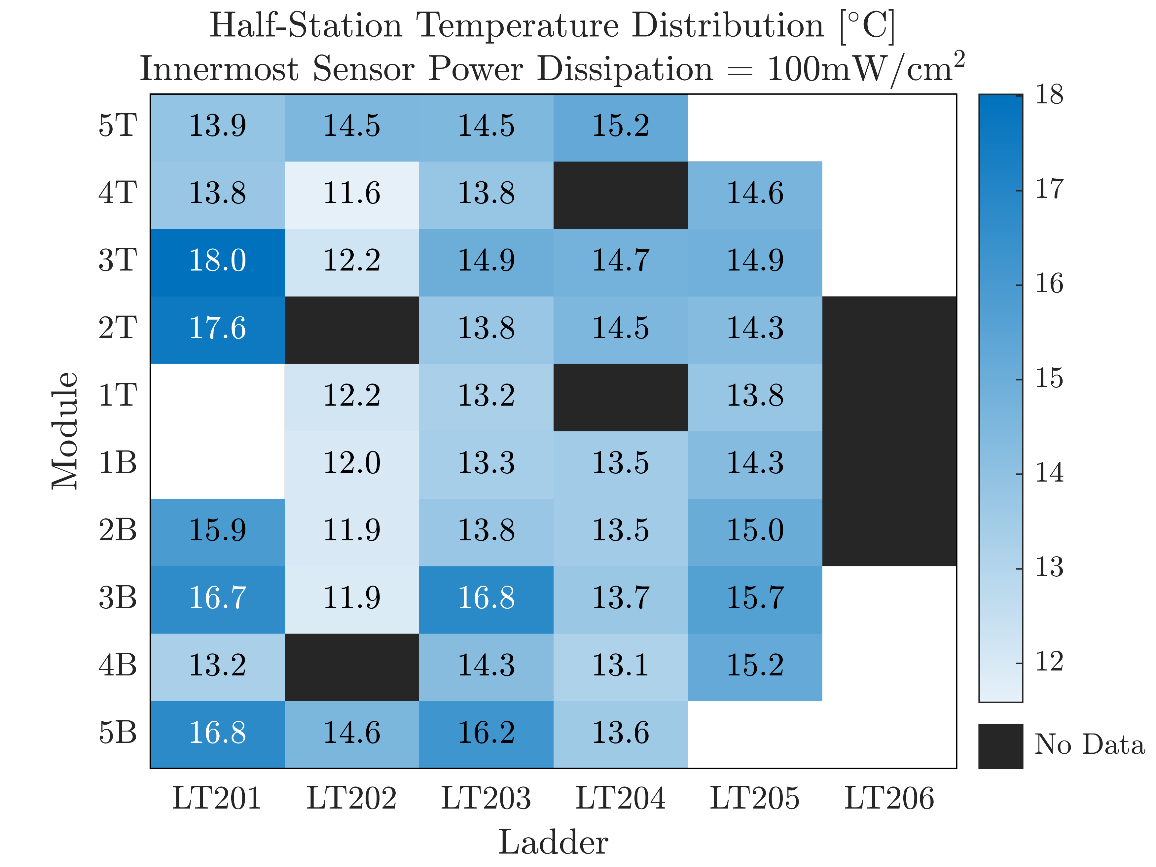 Half-Station Temperature Distribution [°C]
Innermost Sensor Power Dissipation = 100mW/cm²
5T 13.9 14.5 14.5 15.2
4T 13.8 11.6 13.8 14.6
3T 18.0 12.2 14.9 14.7 14.9
2T 17.6 13.8 14.5 14.3
1T 12.2 13.2 13.8
1B 12.0 13.3 13.5 14.3
2B 15.9 11.9 13.8 13.5 15.0
3B 16.7 11.9 16.8 13.7 15.7
4B 13.2 14.3 13.1 15.2
5B 16.8 14.6 16.2 13.6
LT201 LT202 LT203 LT204 LT205 LT206
Ladder
Module
18
17
16
15
14
13
12
No Data